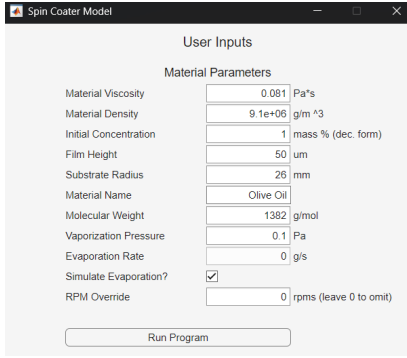 Spin Coater Model
User Inputs
Material Parameters
Material Viscosity 0.081 Pa*s
Material Density 9.1e+06 g/m ^3
Initial Concentration 1 mass % (dec. form)
Film Height 50 um
Substrate Radius 26 mm
Material Name Olive Oil
Molecular Weight 1382 g/mol
Vaporization Pressure 0.1 Pa
Evaporation Rate 0 g/s
Simulate Evaporation?
RPM Override 0 rpms (leave 0 to omit)
Run Program